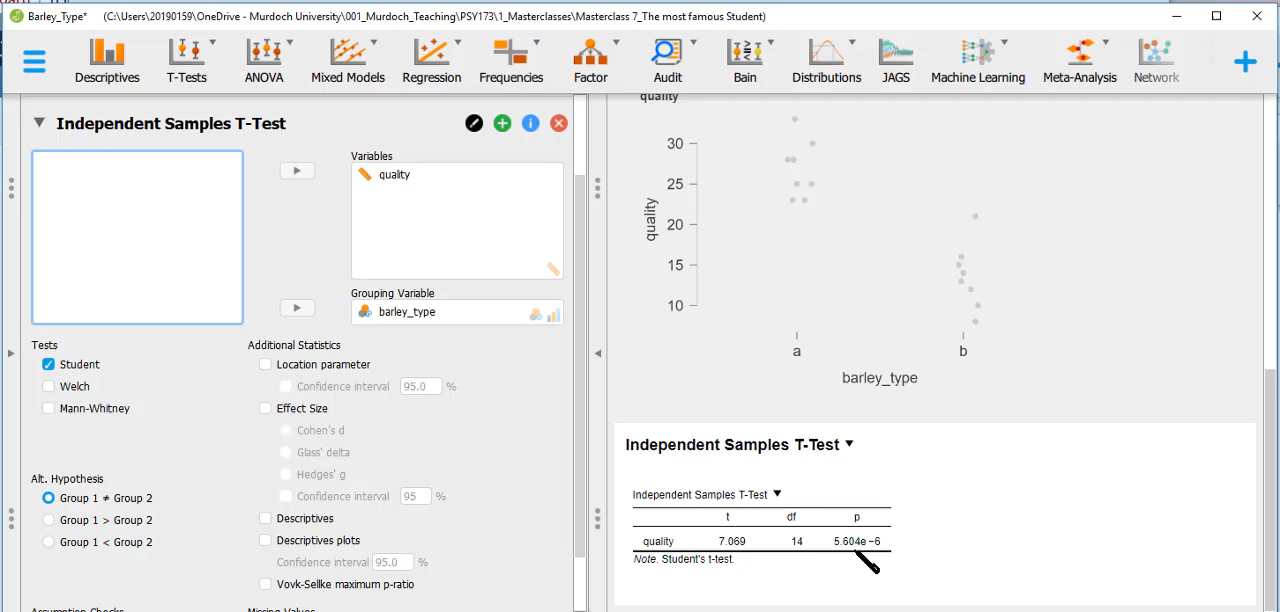 Barley_Type* (C:\Users\20190159\OneDrive - Murdoch University\001_Murdoch_Teaching\PSY173\1_Masterclasses\Masterclass 7_The most famous Student)
Descriptives T-Tests ANOVA Mixed Models Regression Frequencies Factor Audit Bain Distributions JAGS Machine Learning Meta-Analysis Network
Independent Samples T-Test
Variables
quality
Grouping Variable
barley_type
Tests
Student
Welch
Mann-Whitney
Alt. Hypothesis
Group 1 ≠ Group 2
Group 1 > Group 2
Group 1 < Group 2
Assumption Checks
Additional Statistics
Location parameter
Confidence interval 95.0 %
Effect Size
Cohen's d
Glass' delta
Hedges' g
Confidence interval 95 %
Descriptives
Descriptives plots
Confidence interval 95.0 %
Vovk-Sellke maximum p-ratio
Missing Values
quality
30
25
20
15
10
quality
a b
barley_type
Independent Samples T-Test
Independent Samples T-Test
t df p
quality 7.069 14 5.604e −6
Note. Student's t-test.